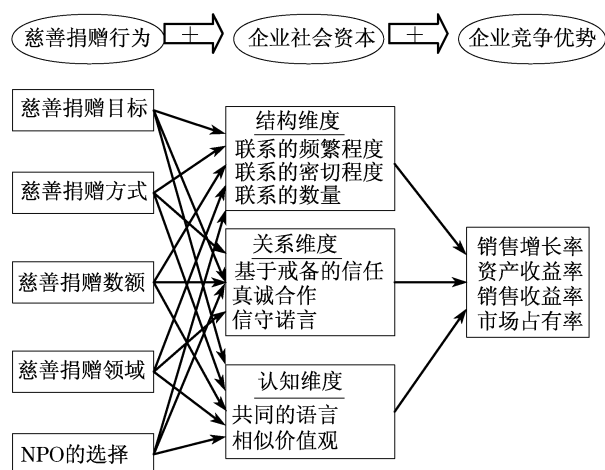 慈善捐赠行为
+
企业社会资本
+
企业竞争优势
慈善捐赠目标
慈善捐赠方式
慈善捐赠数额
慈善捐赠领域
NPO的选择
结构维度
联系的频繁程度
联系的密切程度
联系的数量
关系维度
基于戒备的信任
真诚合作
信守诺言
认知维度
共同的语言
相似价值观
销售增长率
资产收益率
销售收益率
市场占有率